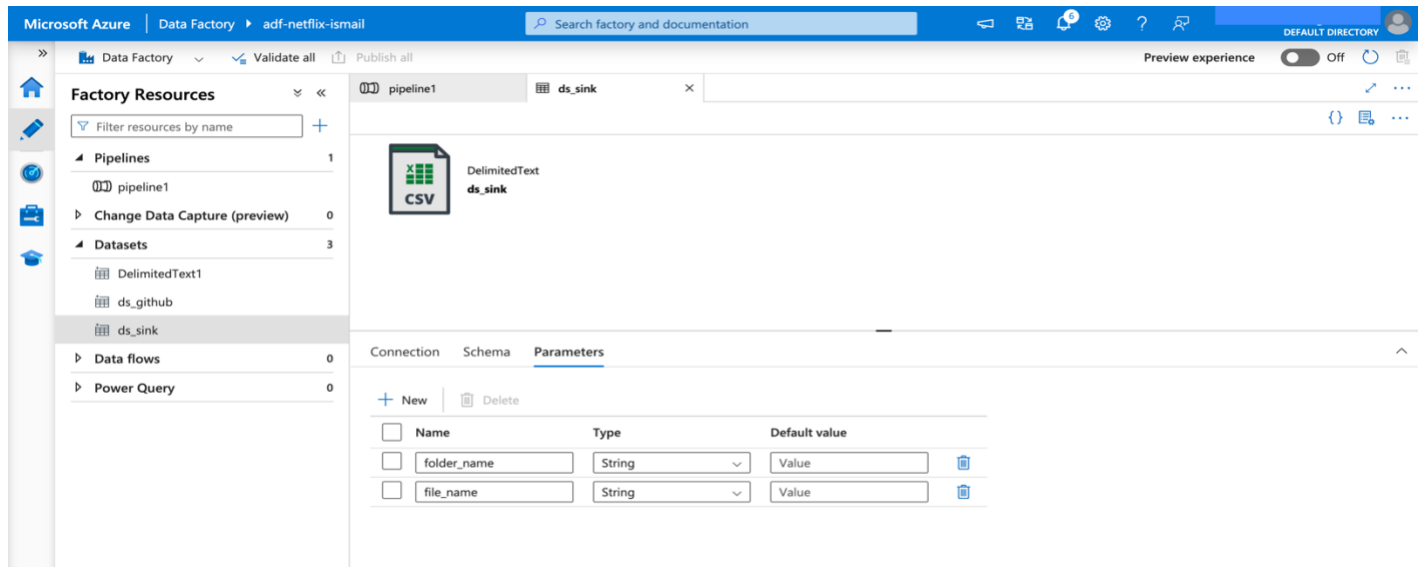 Microsoft Azure | Data Factory ▸ adf-netflix-ismail Search factory and documentation 6 DEFAULT DIRECTORY
Data Factory Validate all Publish all Preview experience Off
Factory Resources
pipeline1 ds_sink
Filter resources by name
Pipelines 1
pipeline1
Change Data Capture (preview) 0
Datasets 3
DelimitedText1
ds_github
ds_sink
Data flows 0
Power Query 0
CSV
DelimitedText
ds_sink
Connection Schema Parameters
New Delete
Name Type Default value
folder_name String Value
file_name String Value